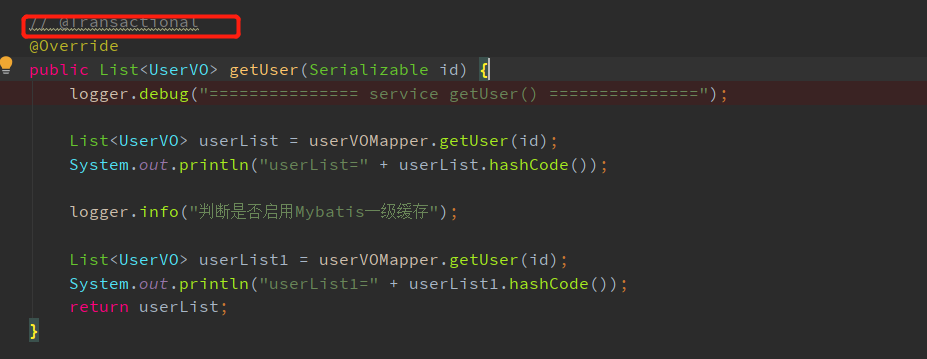 // @Transactional
@Override
public List<UserVO> getUser(Serializable id) {
logger.debug("=============== service getUser() ===============");
List<UserVO> userList = userVOMapper.getUser(id);
System.out.println("userList=" + userList.hashCode());
logger.info("判断是否启用Mybatis一级缓存");
List<UserVO> userList1 = userVOMapper.getUser(id);
System.out.println("userList1=" + userList1.hashCode());
return userList;
}